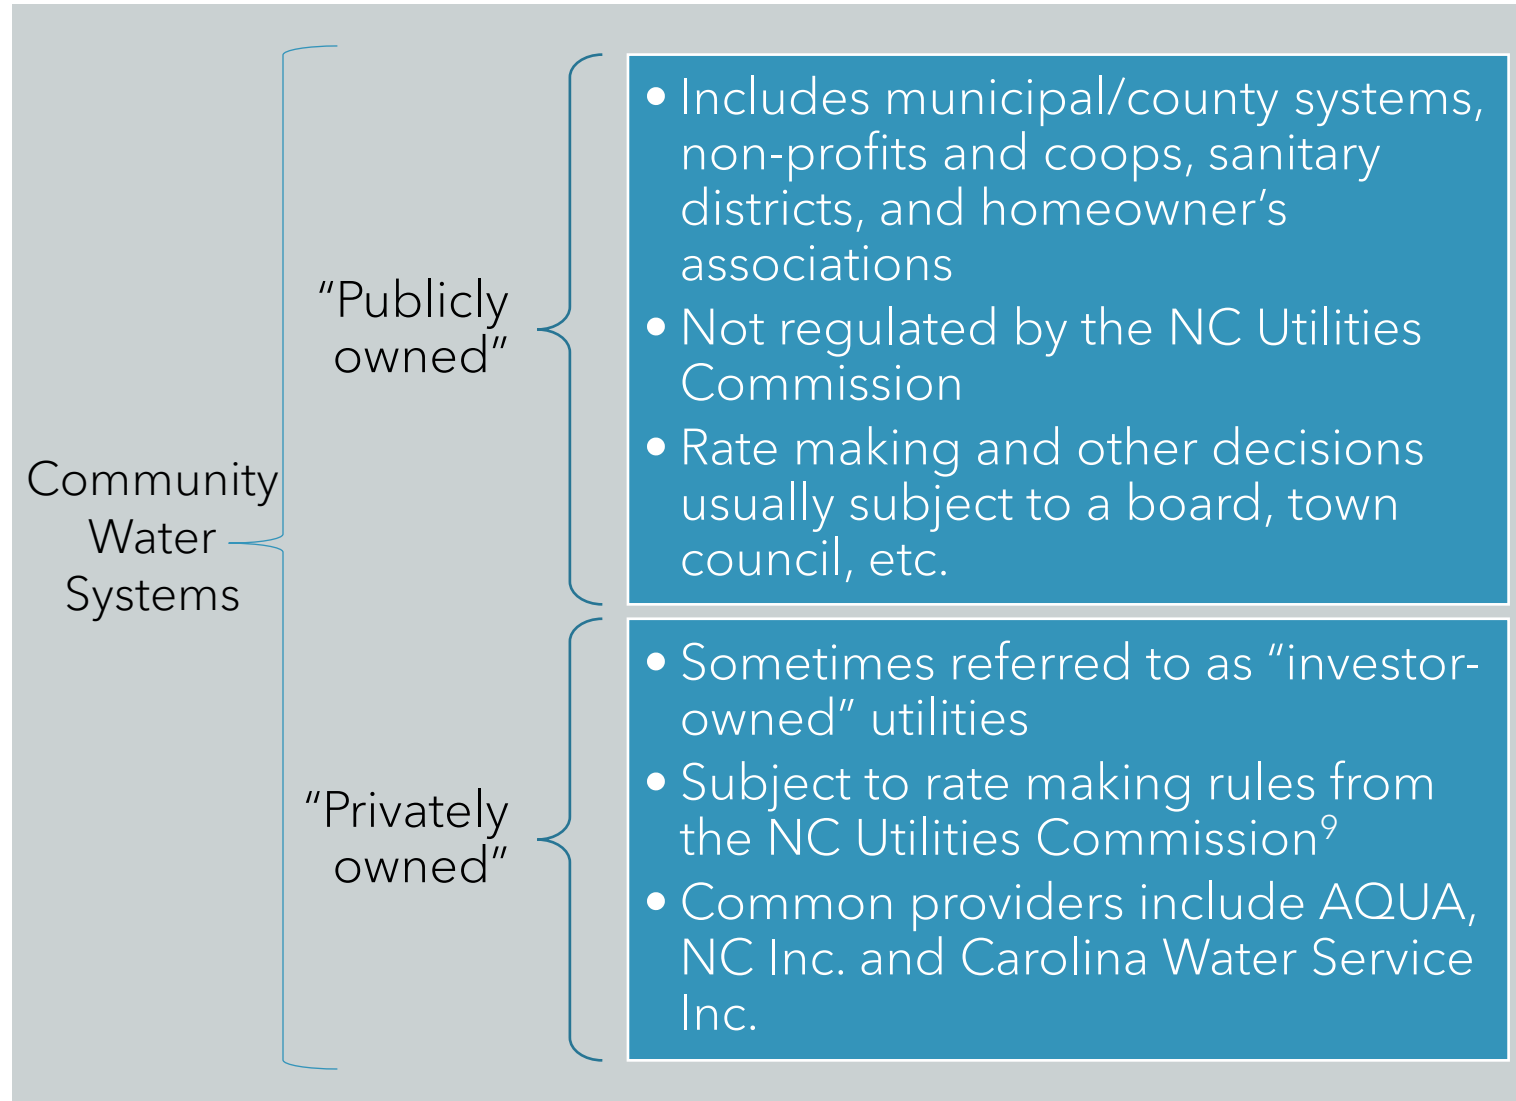 Community
Water
Systems
“Publicly
owned”
• Includes municipal/county systems,
non-profits and coops, sanitary
districts, and homeowner’s
associations
• Not regulated by the NC Utilities
Commission
• Rate making and other decisions
usually subject to a board, town
council, etc.
“Privately
owned”
• Sometimes referred to as “investor-
owned” utilities
• Subject to rate making rules from
the NC Utilities Commission⁹
• Common providers include AQUA,
NC Inc. and Carolina Water Service
Inc.